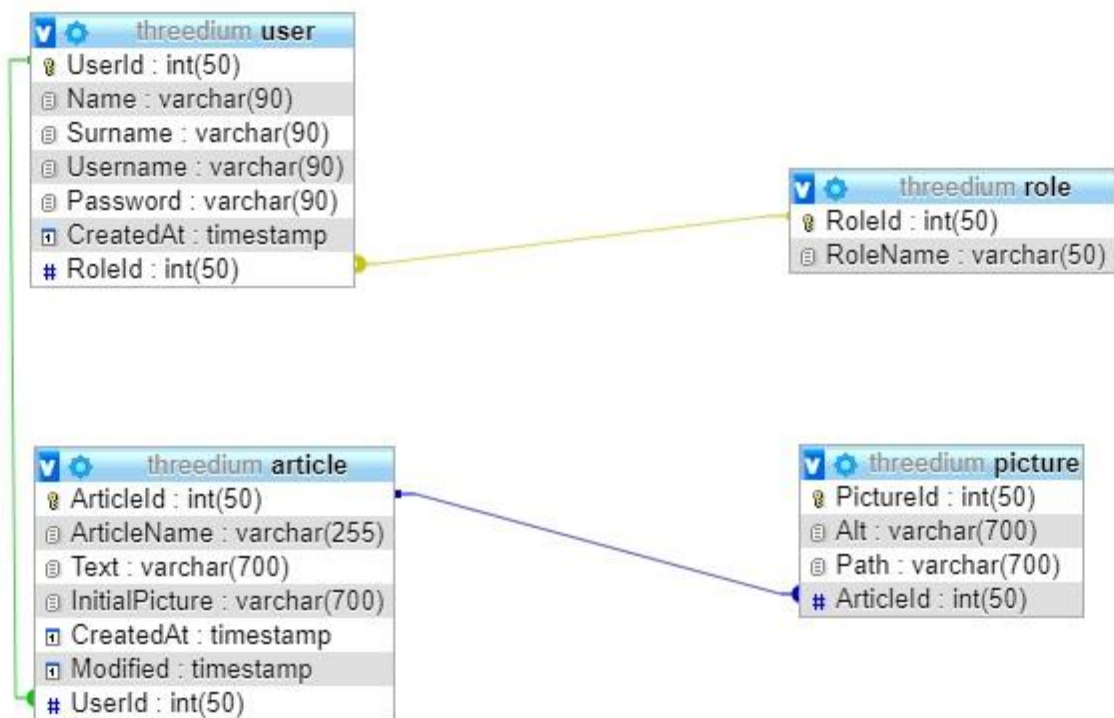 threedium user
UserId : int(50)
Name : varchar(90)
Surname : varchar(90)
Username : varchar(90)
Password : varchar(90)
CreatedAt : timestamp
# RoleId : int(50)
threedium role
RoleId : int(50)
RoleName : varchar(50)
threedium article
ArticleId : int(50)
ArticleName : varchar(255)
Text : varchar(700)
InitialPicture : varchar(700)
CreatedAt : timestamp
Modified : timestamp
# UserId : int(50)
threedium picture
PictureId : int(50)
Alt : varchar(700)
Path : varchar(700)
# ArticleId : int(50)